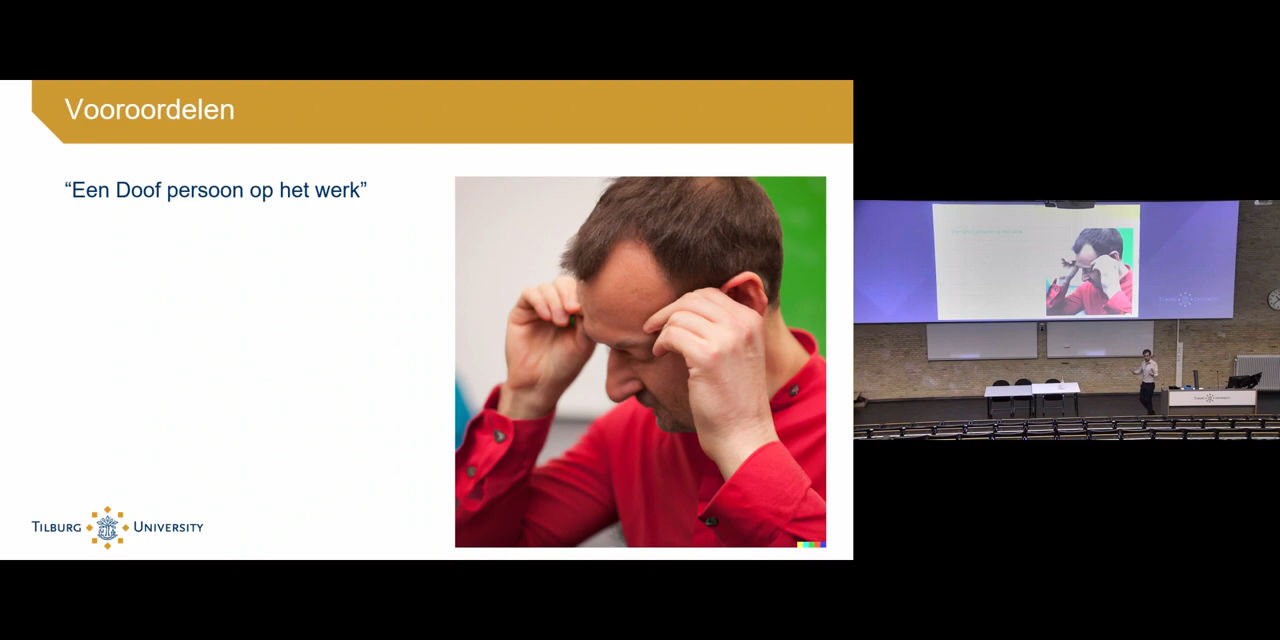 Vooroordelen
“Een Doof persoon op het werk”
TILBURG UNIVERSITY